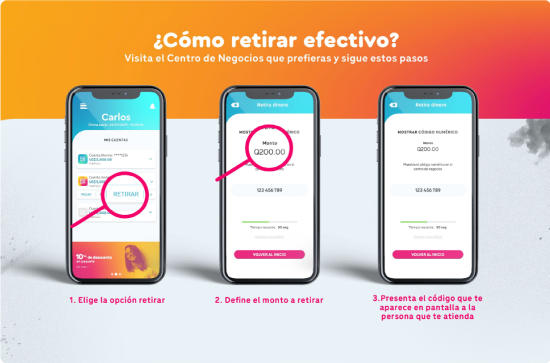 ¿Cómo retirar efectivo?
Visita el Centro de Negocios que prefieras y sigue estos pasos
Carlos
MIS CUENTAS
RETIRAR
10% de descuento
1. Elige la opción retirar
Retira dinero
MOSTRAR CÓDIGO NUMÉRICO
Monto
Q200.00
123 456 789
VOLVER AL INICIO
2. Define el monto a retirar
Retira dinero
MOSTRAR CÓDIGO NUMÉRICO
Monto
Q200.00
123 456 789
VOLVER AL INICIO
3.Presenta el código que te
aparece en pantalla a la
persona que te atienda